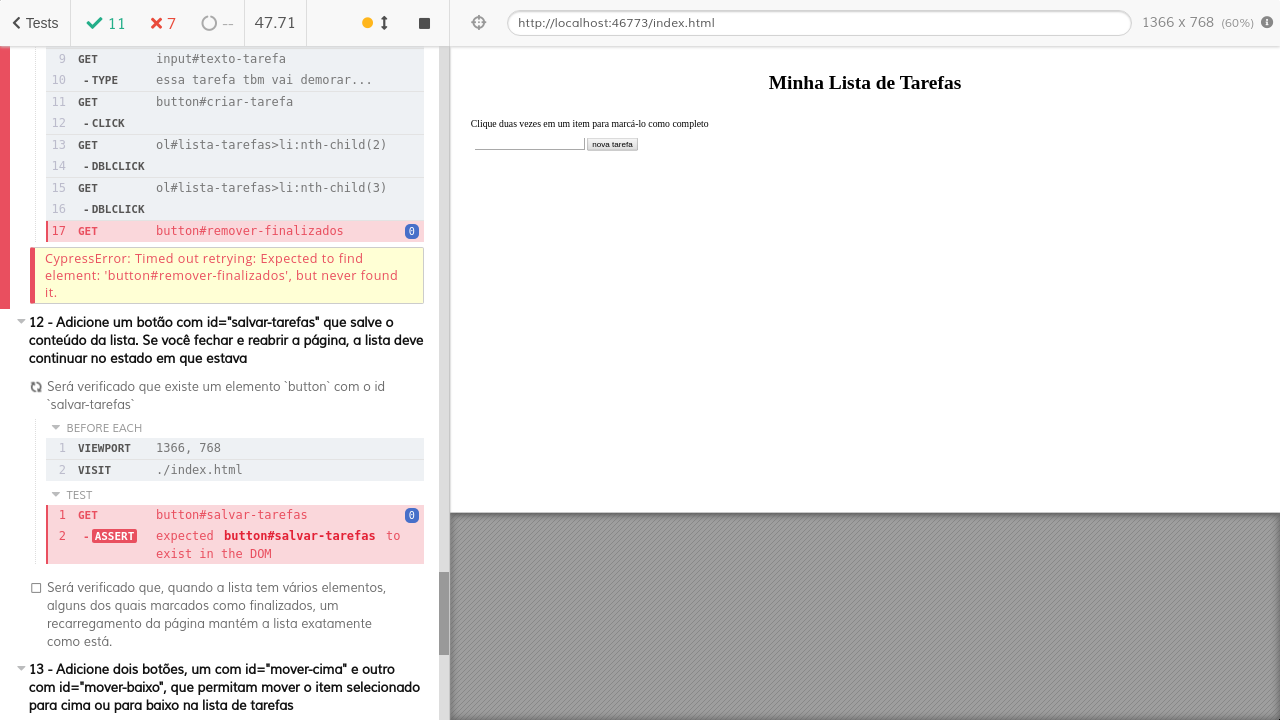 Tests
11
7
--
47.71
http://localhost:46773/index.html
1366 x 768 (60%)
9 GET input#texto-tarefa
10 -TYPE essa tarefa tbm vai demorar...
11 GET button#criar-tarefa
12 -CLICK
13 GET ol#lista-tarefas>li:nth-child(2)
14 -DBLCLICK
15 GET ol#lista-tarefas>li:nth-child(3)
16 -DBLCLICK
17 GET button#remover-finalizados 0
CypressError: Timed out retrying: Expected to find
element: 'button#remover-finalizados', but never found
it.
12 - Adicione um botão com id="salvar-tarefas" que salve o
conteúdo da lista. Se você fechar e reabrir a página, a lista deve
continuar no estado em que estava
Será verificado que existe um elemento `button` com o id
`salvar-tarefas`
BEFORE EACH
1 VIEWPORT 1366, 768
2 VISIT ./index.html
TEST
1 GET button#salvar-tarefas 0
2 -ASSERT expected button#salvar-tarefas to
exist in the DOM
Será verificado que, quando a lista tem vários elementos,
alguns dos quais marcados como finalizados, um
recarregamento da página mantém a lista exatamente
como está.
13 - Adicione dois botões, um com id="mover-cima" e outro
com id="mover-baixo", que permitam mover o item selecionado
para cima ou para baixo na lista de tarefas
Minha Lista de Tarefas
Clique duas vezes em um item para marcá-lo como completo
nova tarefa